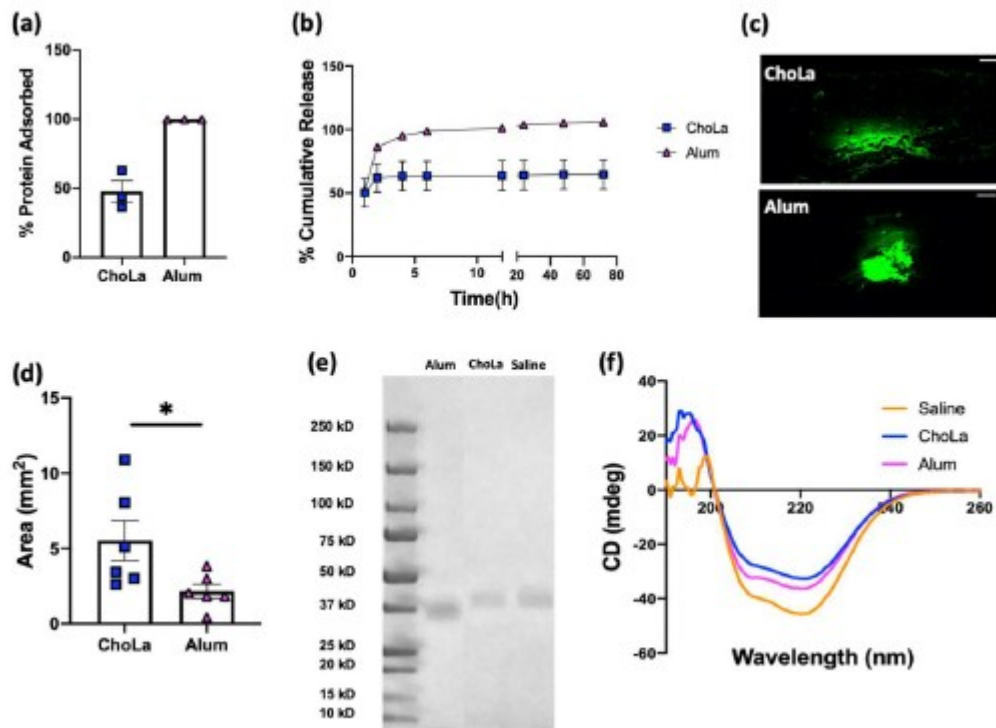 (a)
% Protein Adsorbed
150
100
50
0
ChoLa Alum
(b)
% Cumulative Release
150
100
50
0
0 5 10 20 40 60 80
Time(h)
ChoLa
Alum
(c)
ChoLa
Alum
(d)
Area (mm²)
15
10
5
0
*
ChoLa Alum
(e)
Alum ChoLa Saline
250 kD
150 kD
100 kD
75 kD
50 kD
37 kD
25 kD
20 kD
15 kD
10 kD
(f)
CD (mdeg)
40
20
0
-20
-40
-60
200 220 240 260
Wavelength (nm)
Saline
ChoLa
Alum